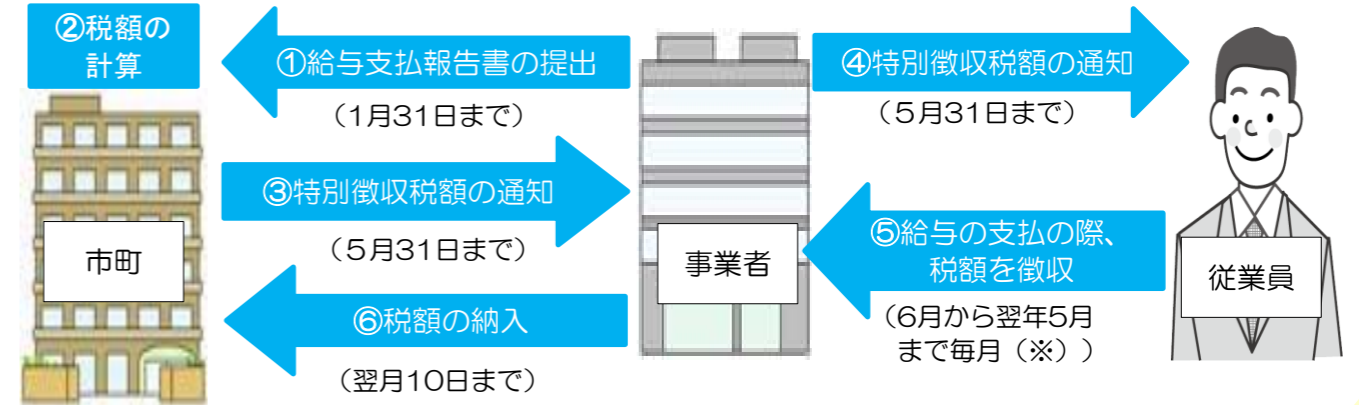 ②税額の
計算
①給与支払報告書の提出
（1月31日まで）
④特別徴収税額の通知
（5月31日まで）
③特別徴収税額の通知
（5月31日まで）
市町
事業者
⑤給与の支払の際、
税額を徴収
（6月から翌年5月
まで毎月（※））
従業員
⑥税額の納入
（翌月10日まで）